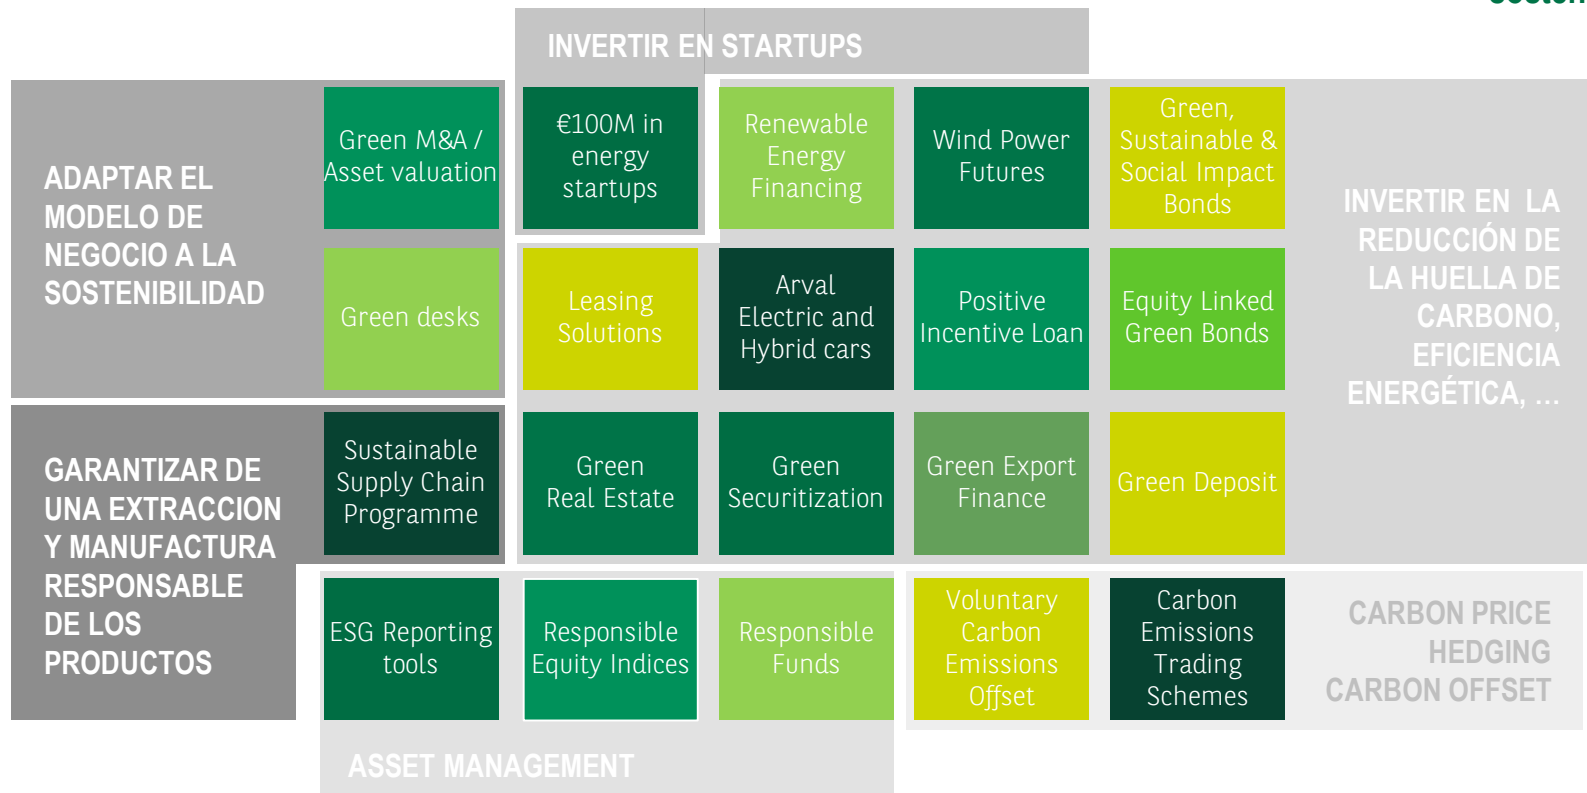 INVERTIR EN STARTUPS
ADAPTAR EL
MODELO DE
NEGOCIO A LA
SOSTENIBILIDAD
Green M&A /
Asset valuation
€100M in
energy
startups
Renewable
Energy
Financing
Wind Power
Futures
Green,
Sustainable &
Social Impact
Bonds
INVERTIR EN LA
REDUCCIÓN DE
LA HUELLA DE
CARBONO,
EFICIENCIA
ENERGÉTICA, …
Green desks
Leasing
Solutions
Arval
Electric and
Hybrid cars
Positive
Incentive Loan
Equity Linked
Green Bonds
GARANTIZAR DE
UNA EXTRACCION
Y MANUFACTURA
RESPONSABLE
DE LOS
PRODUCTOS
Sustainable
Supply Chain
Programme
Green
Real Estate
Green
Securitization
Green Export
Finance
Green Deposit
ESG Reporting
tools
Responsible
Equity Indices
Responsible
Funds
Voluntary
Carbon
Emissions
Offset
Carbon
Emissions
Trading
Schemes
CARBON PRICE
HEDGING
CARBON OFFSET
ASSET MANAGEMENT